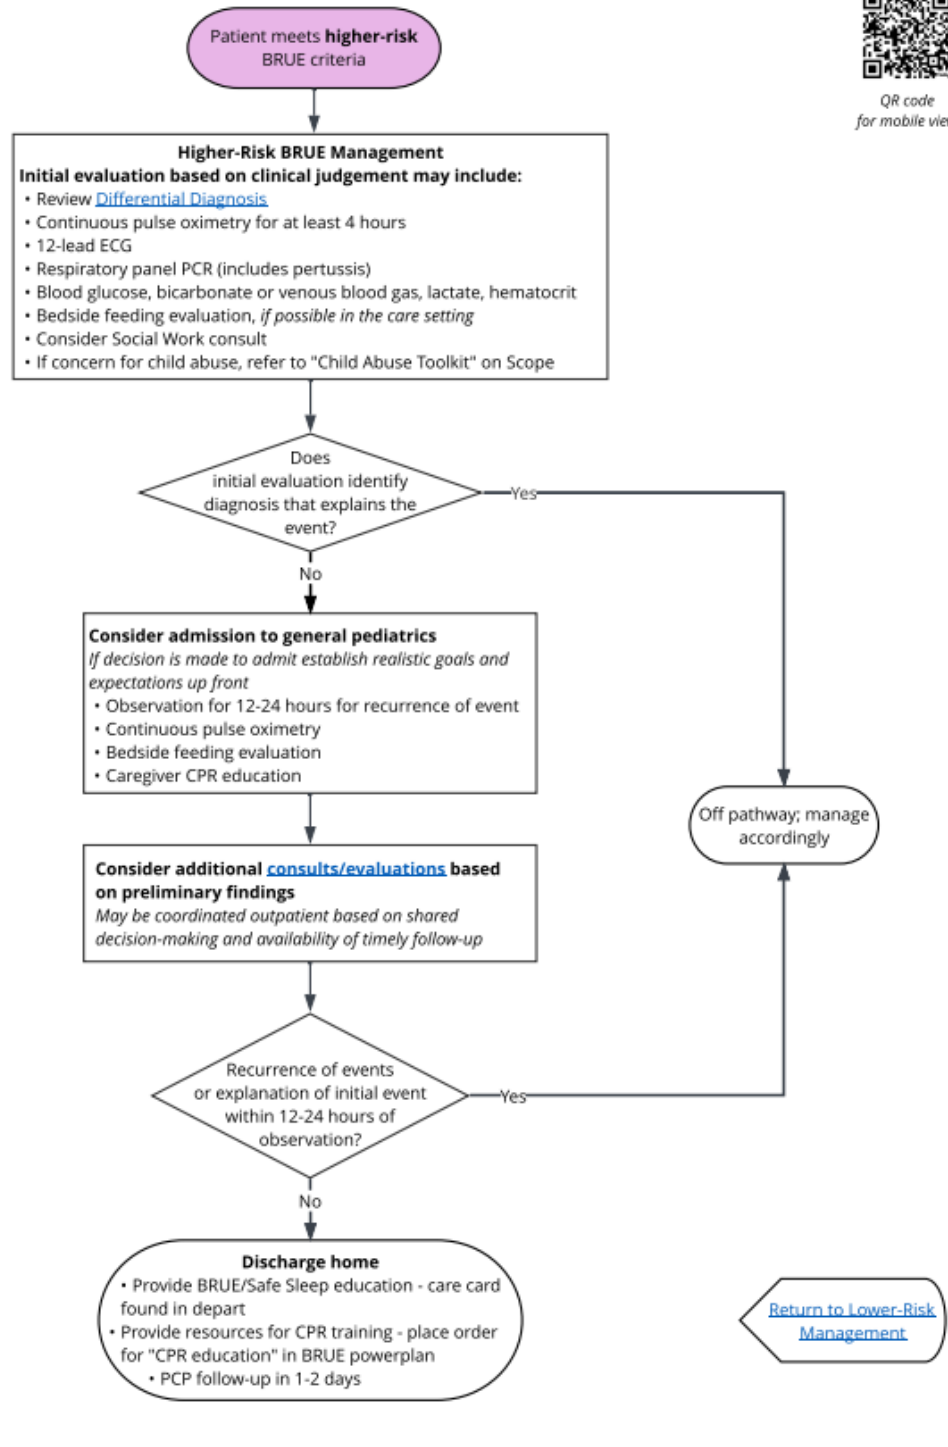 Patient meets higher-risk
BRUE criteria
QR code
for mobile vie
Higher-Risk BRUE Management
Initial evaluation based on clinical judgement may include:
• Review Differential Diagnosis
• Continuous pulse oximetry for at least 4 hours
• 12-lead ECG
• Respiratory panel PCR (includes pertussis)
• Blood glucose, bicarbonate or venous blood gas, lactate, hematocrit
• Bedside feeding evaluation, if possible in the care setting
• Consider Social Work consult
• If concern for child abuse, refer to "Child Abuse Toolkit" on Scope
Does
initial evaluation identify
diagnosis that explains the
event?
Yes
No
Consider admission to general pediatrics
If decision is made to admit establish realistic goals and
expectations up front
• Observation for 12-24 hours for recurrence of event
• Continuous pulse oximetry
• Bedside feeding evaluation
• Caregiver CPR education
Off pathway; manage
accordingly
Consider additional consults/evaluations based
on preliminary findings
May be coordinated outpatient based on shared
decision-making and availability of timely follow-up
Recurrence of events
or explanation of initial event
within 12-24 hours of
observation?
Yes
No
Discharge home
• Provide BRUE/Safe Sleep education - care card
found in depart
• Provide resources for CPR training - place order
for "CPR education" in BRUE powerplan
• PCP follow-up in 1-2 days
Return to Lower-Risk
Management